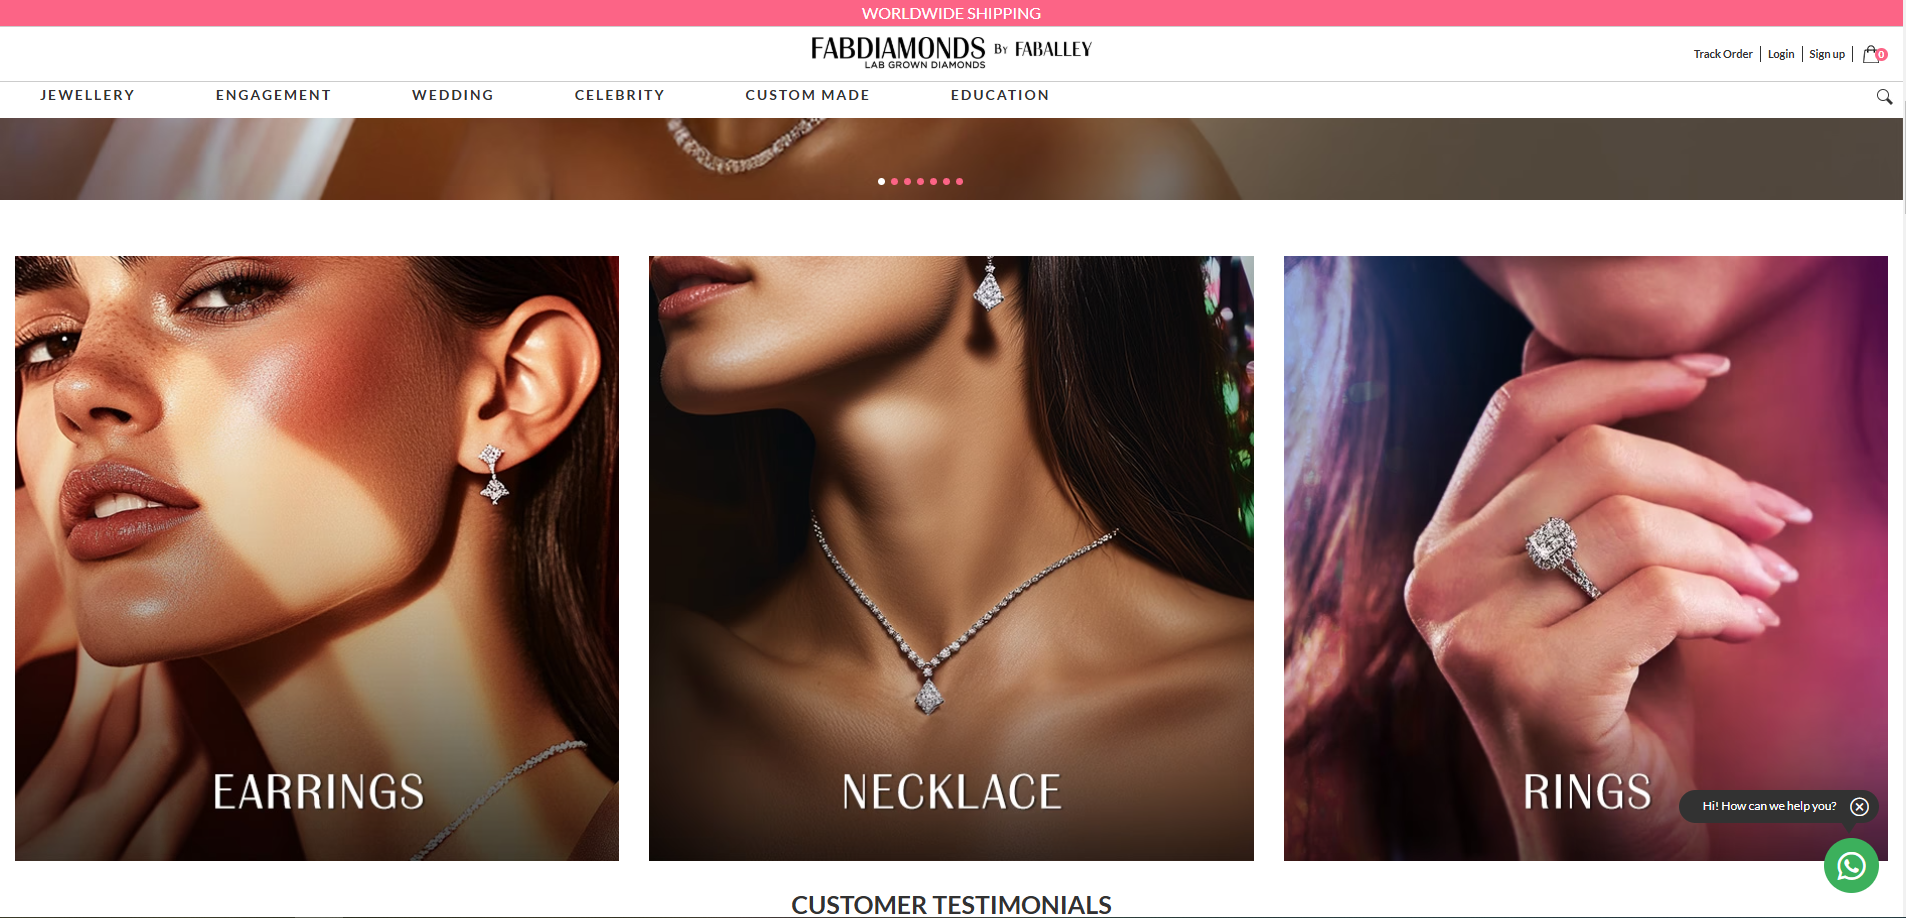 WORLDWIDE SHIPPING
FABDIAMONDS By FABALLEY
LAB GROWN DIAMONDS
Track Order | Login | Sign up | 0
JEWELLERY ENGAGEMENT WEDDING CELEBRITY CUSTOM MADE EDUCATION
EARRINGS NECKLACE RINGS
Hi! How can we help you?
CUSTOMER TESTIMONIALS